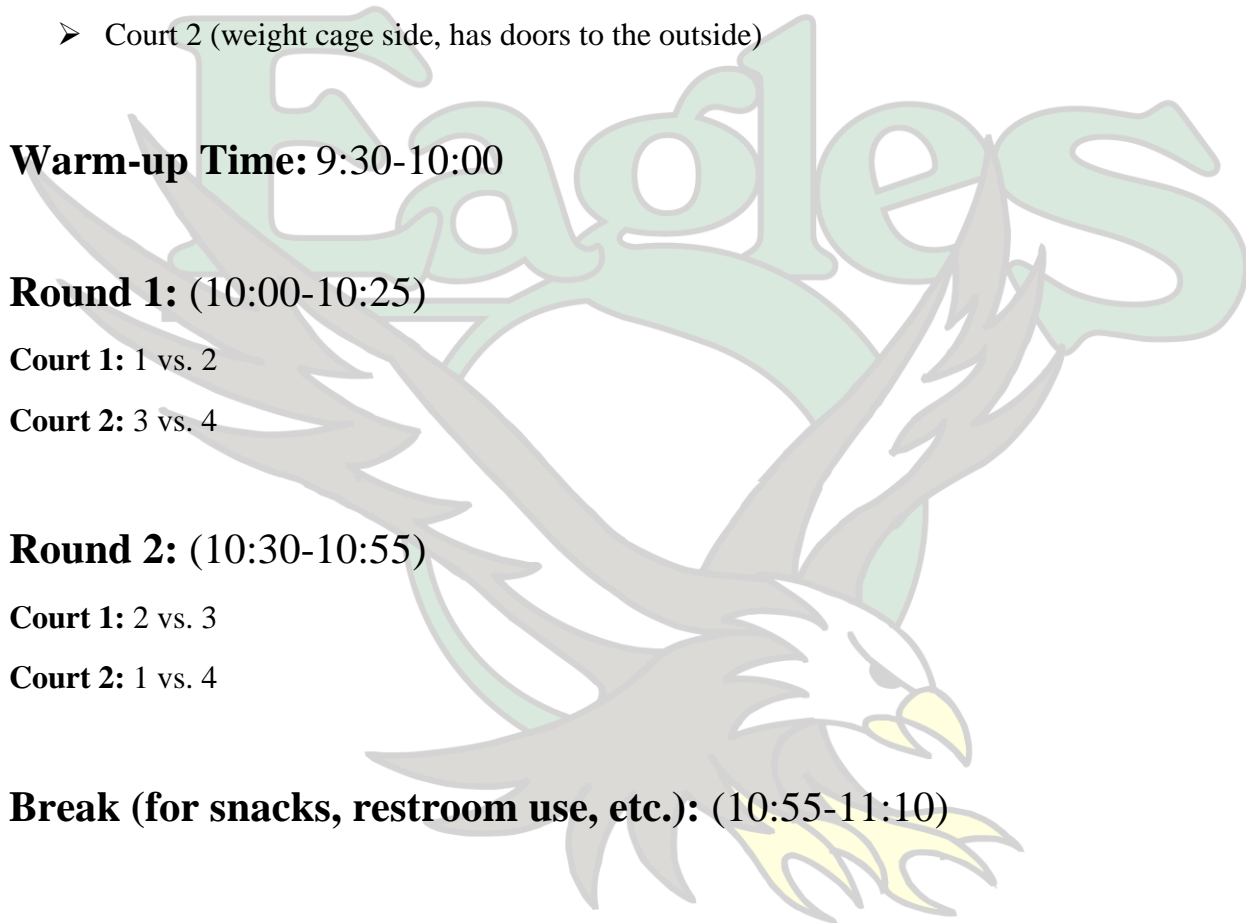 ➢ Court 2 (weight cage side, has doors to the outside)
Eagles
Warm-up Time: 9:30-10:00
Round 1: (10:00-10:25)
Court 1: 1 vs. 2
Court 2: 3 vs. 4
Round 2: (10:30-10:55)
Court 1: 2 vs. 3
Court 2: 1 vs. 4
Break (for snacks, restroom use, etc.): (10:55-11:10)